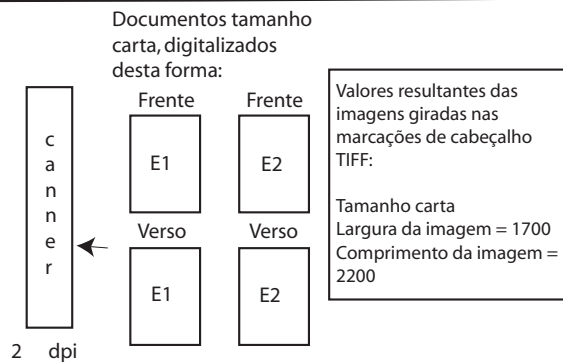 Documentos tamanho
carta, digitalizados
desta forma:
Frente Frente
E1 E2
Verso Verso
E1 E2
c
a
n
n
e
r
2 dpi
Valores resultantes das
imagens giradas nas
marcações de cabeçalho
TIFF:
Tamanho carta
Largura da imagem = 1700
Comprimento da imagem =
2200